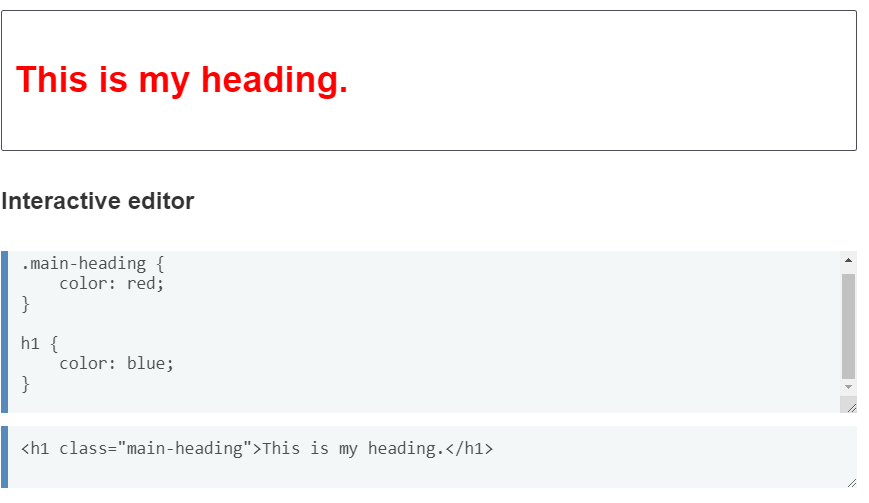 This is my heading.
Interactive editor
.main-heading {
    color: red;
}
h1 {
    color: blue;
}
<h1 class="main-heading">This is my heading.</h1>